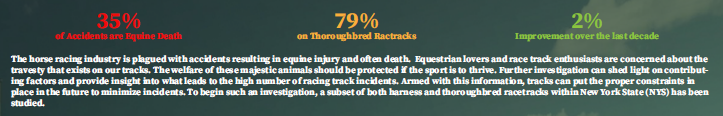 35%
79%
2%
of Accidents are Equine Death
on Thoroughbred Ractracks
Improvement over the last decade
The horse racing industry is plagued with accidents resulting in equine injury and often death. Equestrian lovers and race track enthusiasts are concerned about the
travesty that exists on our tracks. The welfare of these majestic animals should be protected if the sport is to thrive. Further investigation can shed light on contribut-
ing factors and provide insight into what leads to the high number of racing track incidents. Armed with this information, tracks can put the proper constraints in
place in the future to minimize incidents. To begin such an investigation, a subset of both harness and thoroughbred racetracks within New York State (NYS) has been
studied.